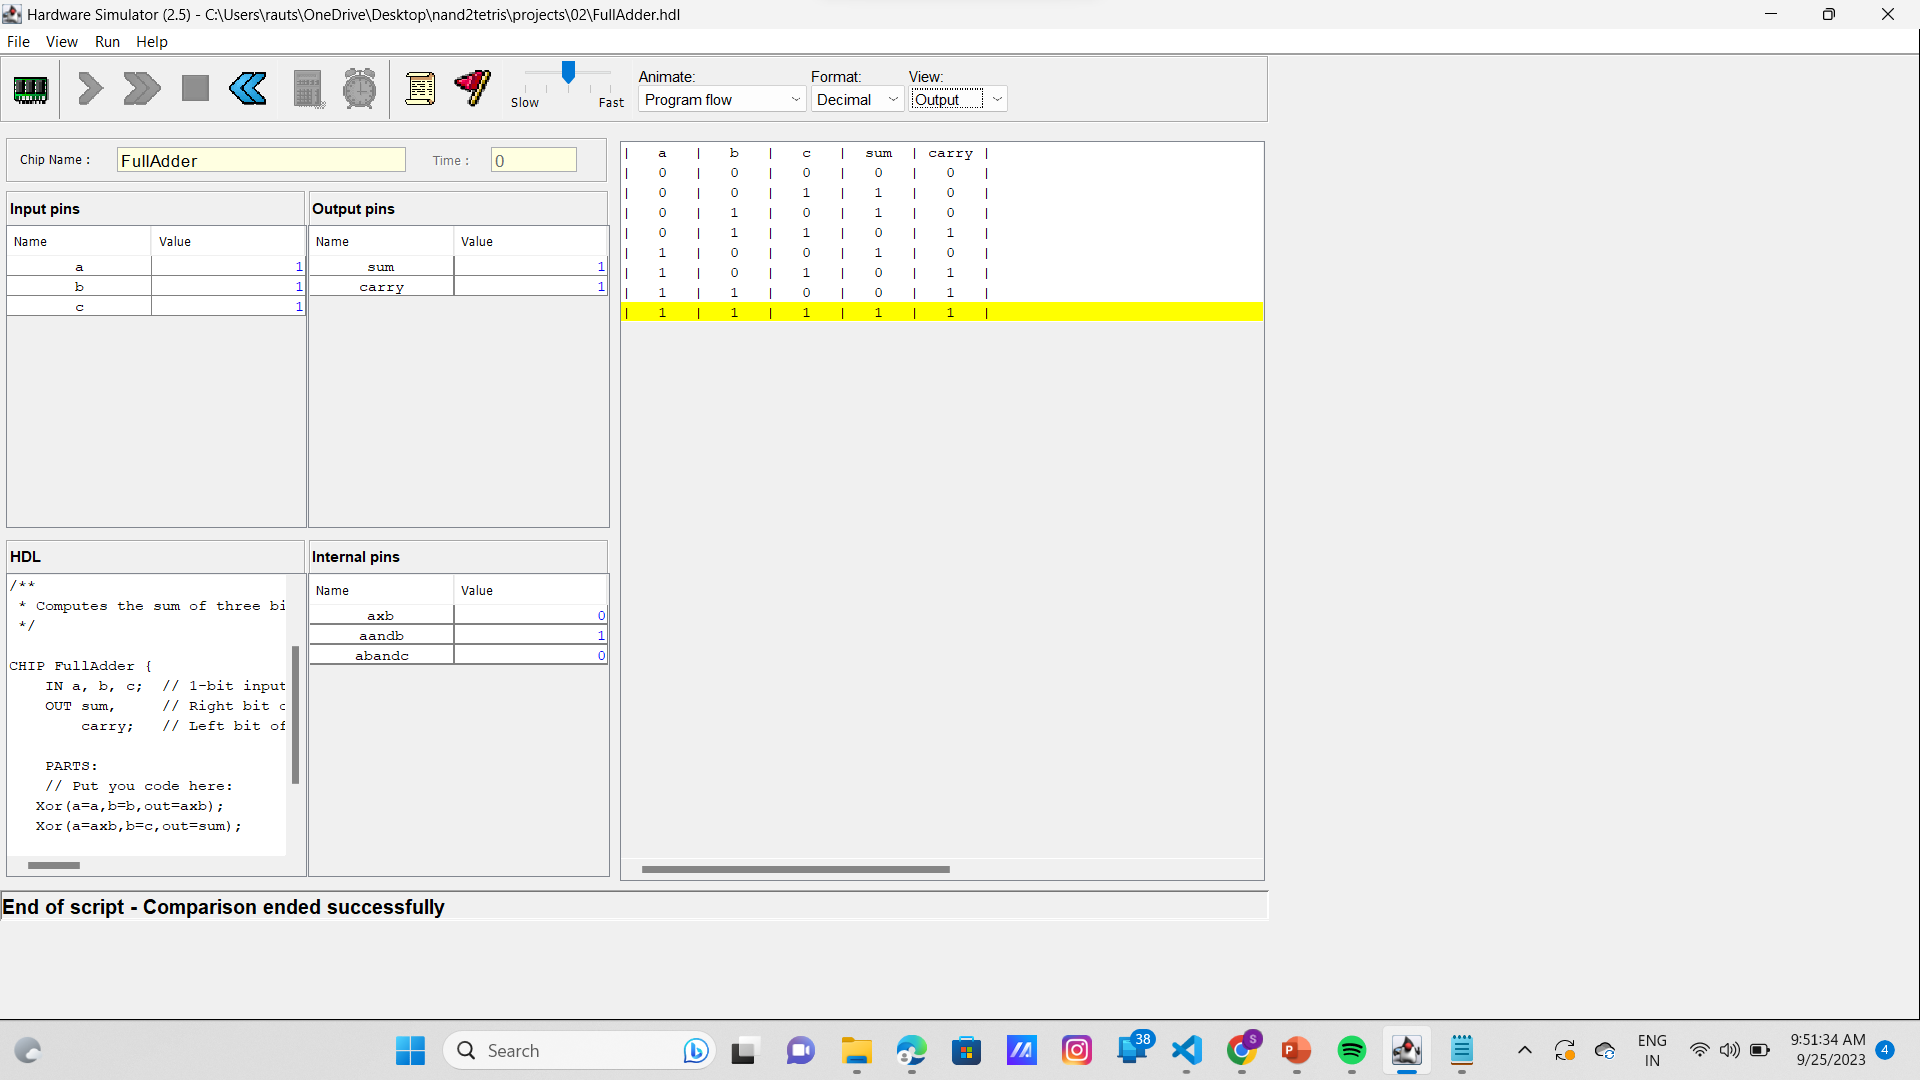 Hardware Simulator (2.5) - C:\Users\rauts\OneDrive\Desktop\nand2tetris\projects\02\FullAdder.hdl
File View Run Help
Slow Fast
Animate: Format: View:
Program flow Decimal Output
Chip Name : FullAdder Time : 0
Input pins
Name Value
a 1
b 1
c 1
Output pins
Name Value
sum 1
carry 1
| a | b | c | sum | carry |
| 0 | 0 | 0 | 0 | 0 |
| 0 | 0 | 1 | 1 | 0 |
| 0 | 1 | 0 | 1 | 0 |
| 0 | 1 | 1 | 0 | 1 |
| 1 | 0 | 0 | 1 | 0 |
| 1 | 0 | 1 | 0 | 1 |
| 1 | 1 | 0 | 0 | 1 |
| 1 | 1 | 1 | 1 | 1 |
HDL
/**
* Computes the sum of three bi
*/
CHIP FullAdder {
IN a, b, c; // 1-bit input
OUT sum, // Right bit c
carry; // Left bit of
PARTS:
// Put you code here:
Xor(a=a,b=b,out=axb);
Xor(a=axb,b=c,out=sum);
Internal pins
Name Value
axb 0
aandb 1
abandc 0
End of script - Comparison ended successfully
Search
38
S
P
ENG
IN
9:51:34 AM
9/25/2023
4